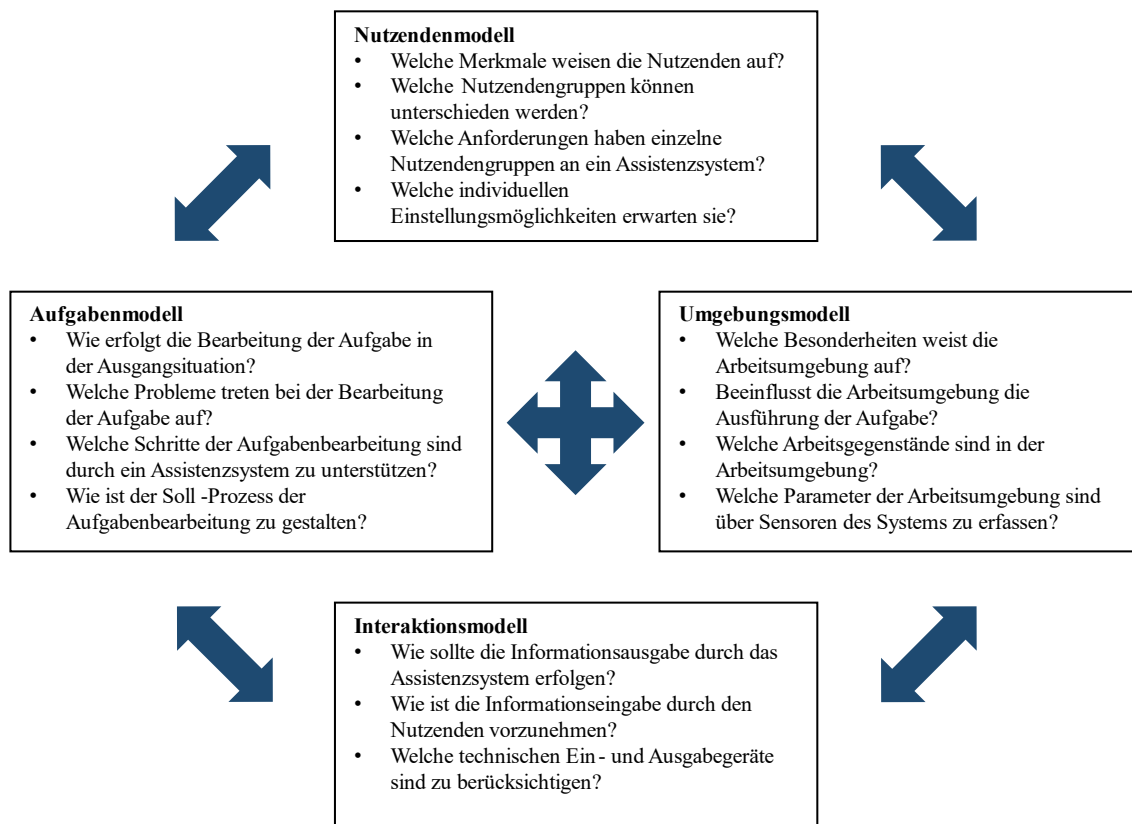 Nutzendenmodell
• Welche Merkmale weisen die Nutzenden auf?
• Welche Nutzendengruppen können
unterschieden werden?
• Welche Anforderungen haben einzelne
Nutzendengruppen an ein Assistenzsystem?
• Welche individuellen
Einstellungsmöglichkeiten erwarten sie?
Aufgabenmodell
• Wie erfolgt die Bearbeitung der Aufgabe in
der Ausgangsituation?
• Welche Probleme treten bei der Bearbeitung
der Aufgabe auf?
• Welche Schritte der Aufgabenbearbeitung sind
durch ein Assistenzsystem zu unterstützen?
• Wie ist der Soll -Prozess der
Aufgabenbearbeitung zu gestalten?
Umgebungsmodell
• Welche Besonderheiten weist die
Arbeitsumgebung auf?
• Beeinflusst die Arbeitsumgebung die
Ausführung der Aufgabe?
• Welche Arbeitsgegenstände sind in der
Arbeitsumgebung?
• Welche Parameter der Arbeitsumgebung sind
über Sensoren des Systems zu erfassen?
Interaktionsmodell
• Wie sollte die Informationsausgabe durch das
Assistenzsystem erfolgen?
• Wie ist die Informationseingabe durch den
Nutzenden vorzunehmen?
• Welche technischen Ein - und Ausgabegeräte
sind zu berücksichtigen?